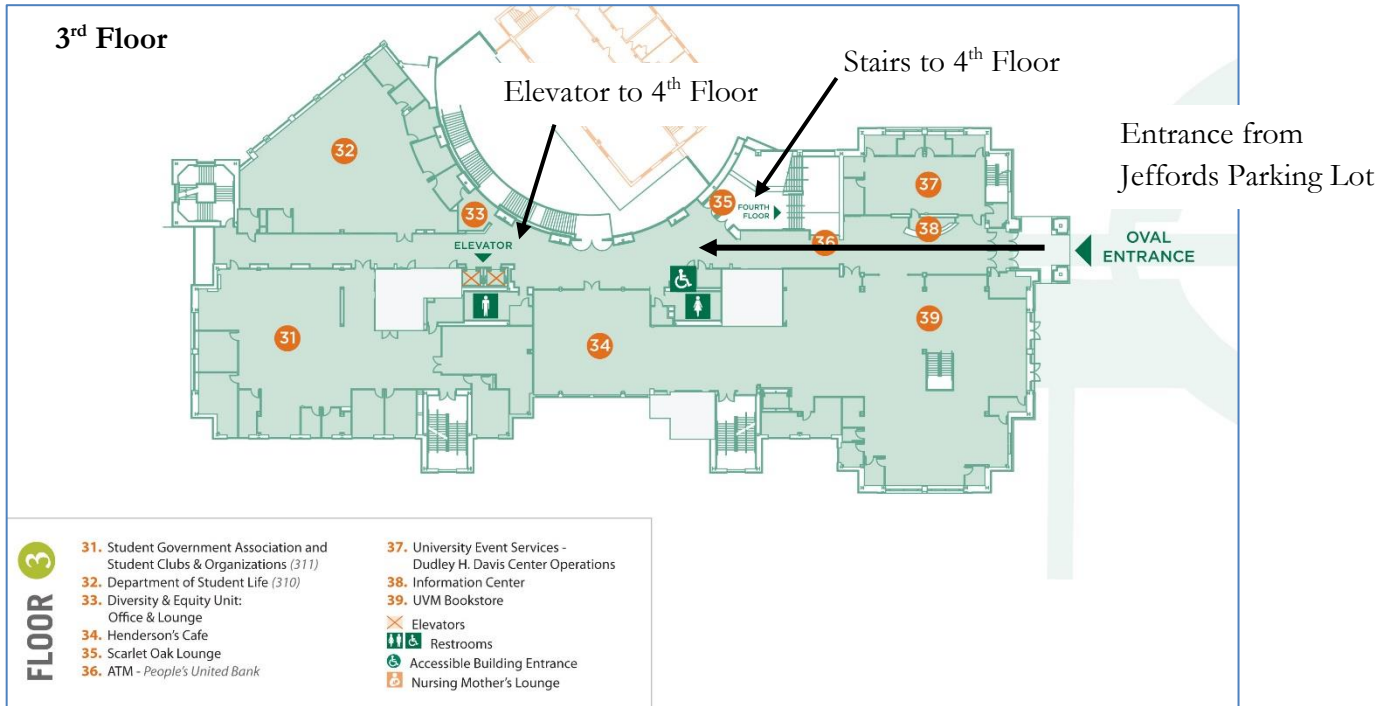 3rd Floor
Stairs to 4th Floor
Elevator to 4th Floor
Entrance from
Jeffords Parking Lot
32
37
35
FOURTH
FLOOR
33
38
36
ELEVATOR
OVAL
ENTRANCE
31
34
39
FLOOR 3
31. Student Government Association and
Student Clubs & Organizations (311)
32. Department of Student Life (310)
33. Diversity & Equity Unit:
Office & Lounge
34. Henderson's Cafe
35. Scarlet Oak Lounge
36. ATM - People's United Bank
37. University Event Services -
Dudley H. Davis Center Operations
38. Information Center
39. UVM Bookstore
Elevators
Restrooms
Accessible Building Entrance
Nursing Mother's Lounge